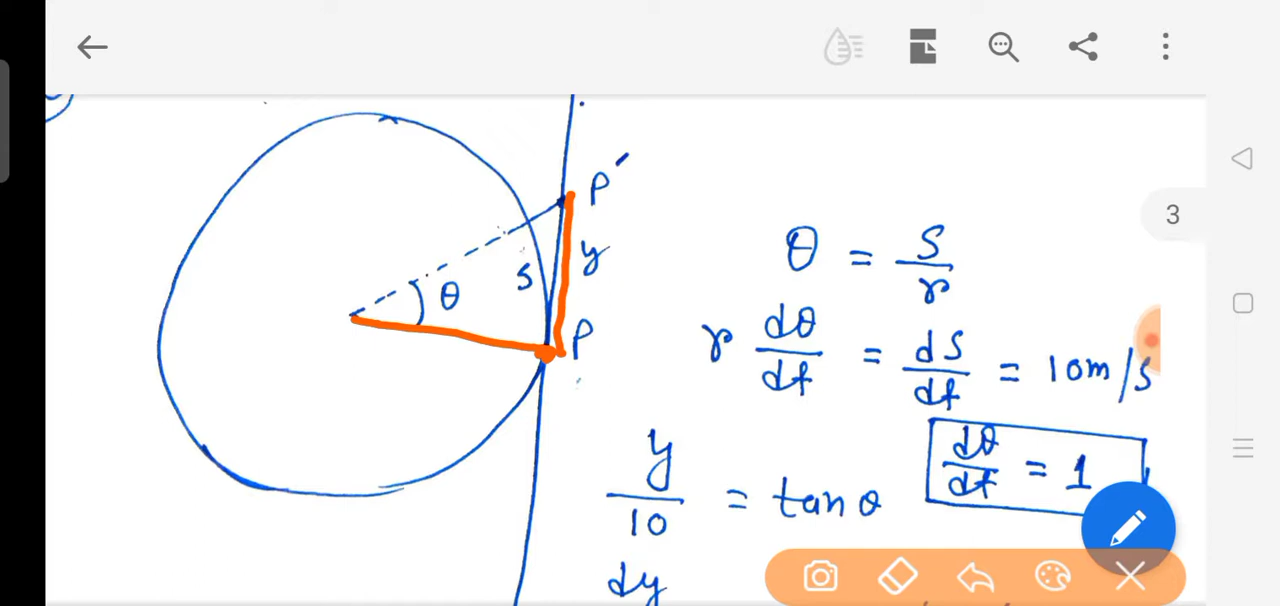 P′
y
S
θ
P
θ = S/r
3
r dθ/dt = dS/dt = 10m/s
dθ/dt = 1
y/10 = tanθ
dy